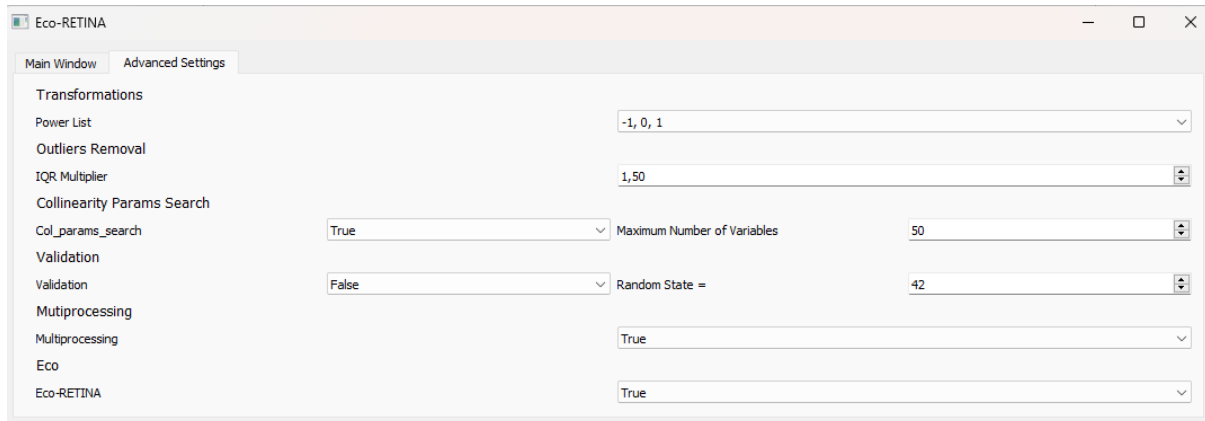 Eco-RETINA
Main Window Advanced Settings
Transformations
Power List -1, 0, 1
Outliers Removal
IQR Multiplier 1,50
Collinearity Params Search
Col_params_search True Maximum Number of Variables 50
Validation
Validation False Random State = 42
Mutiprocessing
Multiprocessing True
Eco
Eco-RETINA True